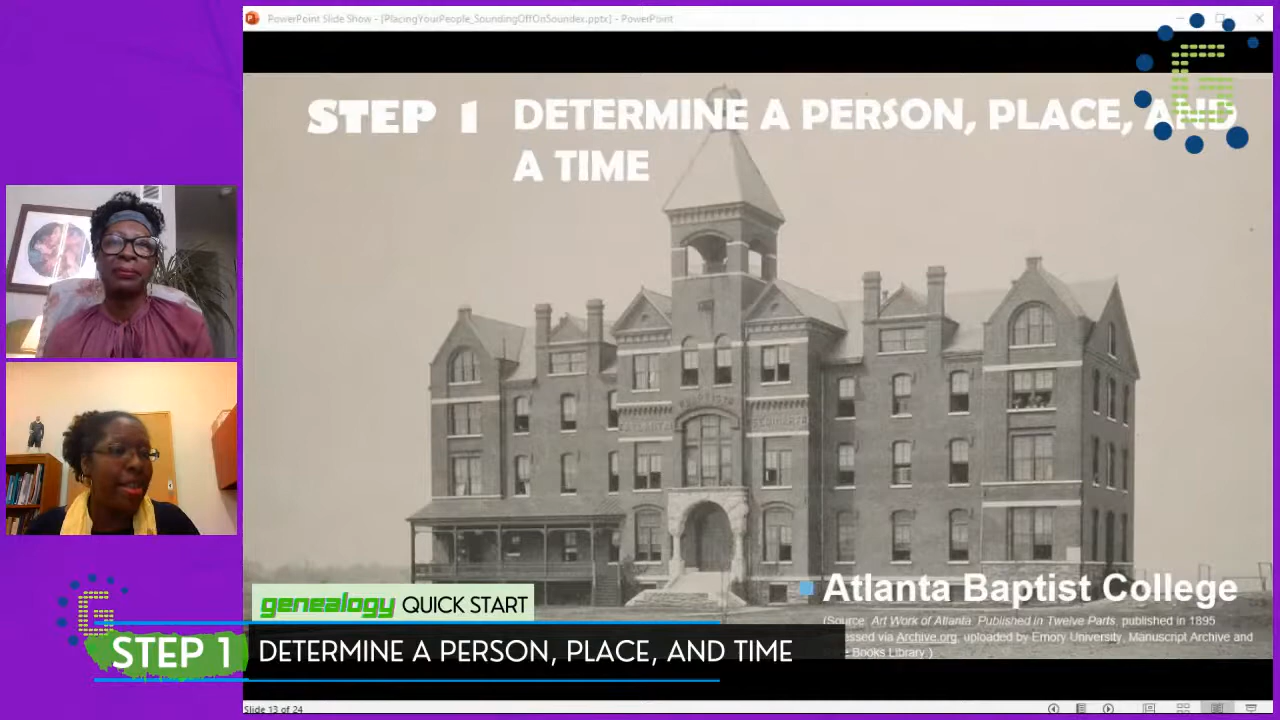 PowerPoint Slide Show - [PlacingYourPeople_SoundingOffOnSoundex.pptx] - PowerPoint
STEP 1 DETERMINE A PERSON, PLACE, AND
A TIME
Atlanta Baptist College
(Source: Art Work of Atlanta: Published in Twelve Parts, published in 1895
essed via Archive.org, uploaded by Emory University, Manuscript Archive and
e Books Library.)
genealogy QUICK START
STEP 1 DETERMINE A PERSON, PLACE, AND TIME
Slide 13 of 24